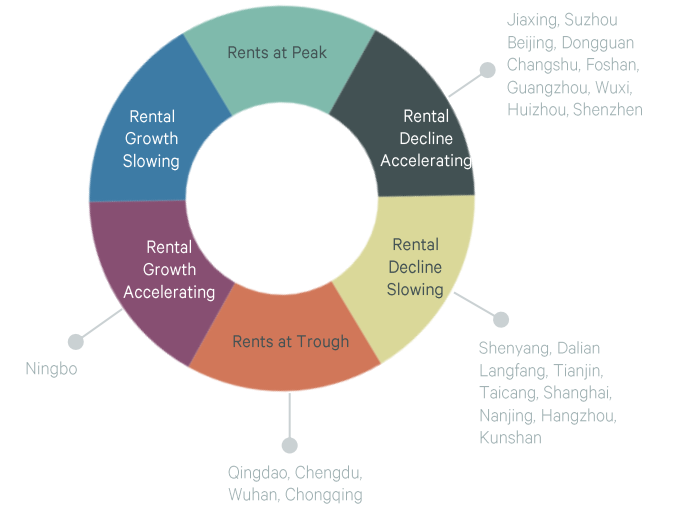 Rents at Peak
Rental
Decline
Accelerating
Jiaxing, Suzhou
Beijing, Dongguan
Changshu, Foshan,
Guangzhou, Wuxi,
Huizhou, Shenzhen
Rental
Decline
Slowing
Shenyang, Dalian
Langfang, Tianjin,
Taicang, Shanghai,
Nanjing, Hangzhou,
Kunshan
Rents at Trough
Qingdao, Chengdu,
Wuhan, Chongqing
Rental
Growth
Accelerating
Ningbo
Rental
Growth
Slowing